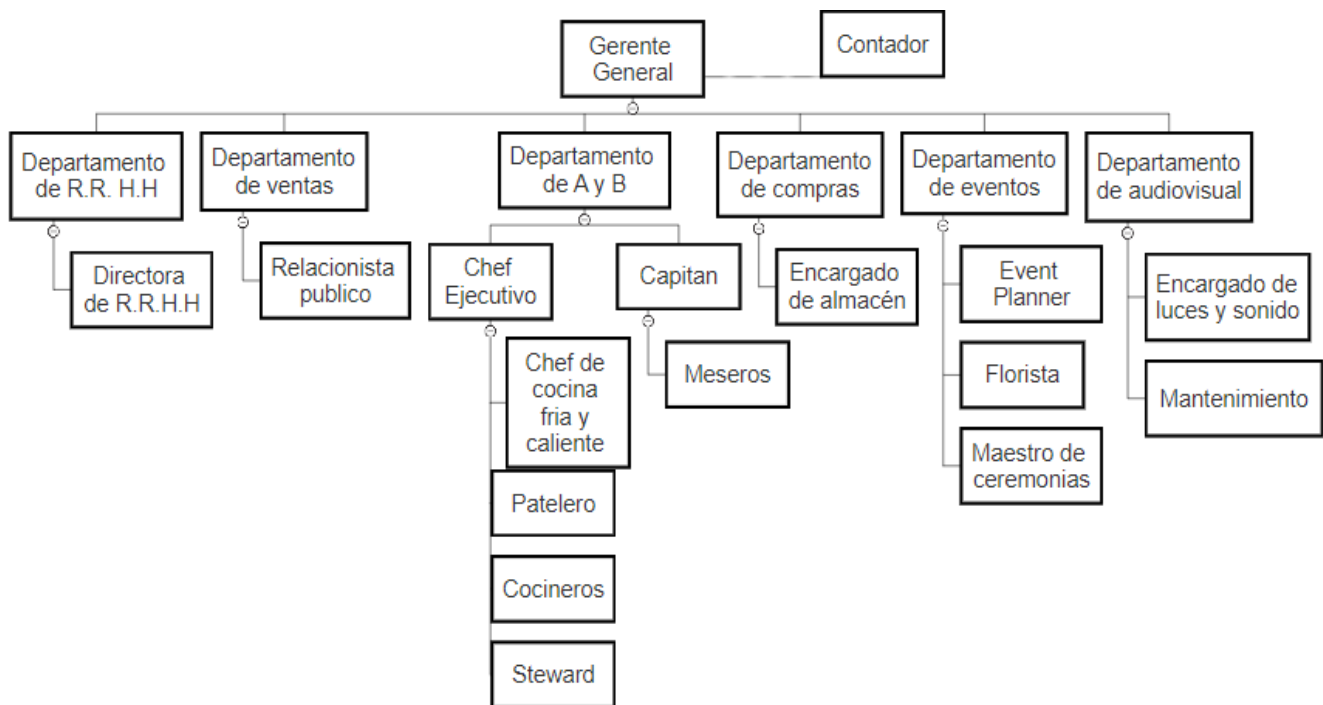 Gerente
General
Contador
Departamento
de R.R. H.H
Departamento
de ventas
Departamento
de A y B
Departamento
de compras
Departamento
de eventos
Departamento
de audiovisual
Directora
de R.R.H.H
Relacionista
publico
Chef
Ejecutivo
Capitan
Encargado
de almacén
Event
Planner
Encargado de
luces y sonido
Chef de
cocina
fria y
caliente
Meseros
Florista
Mantenimiento
Maestro de
ceremonias
Patelero
Cocineros
Steward